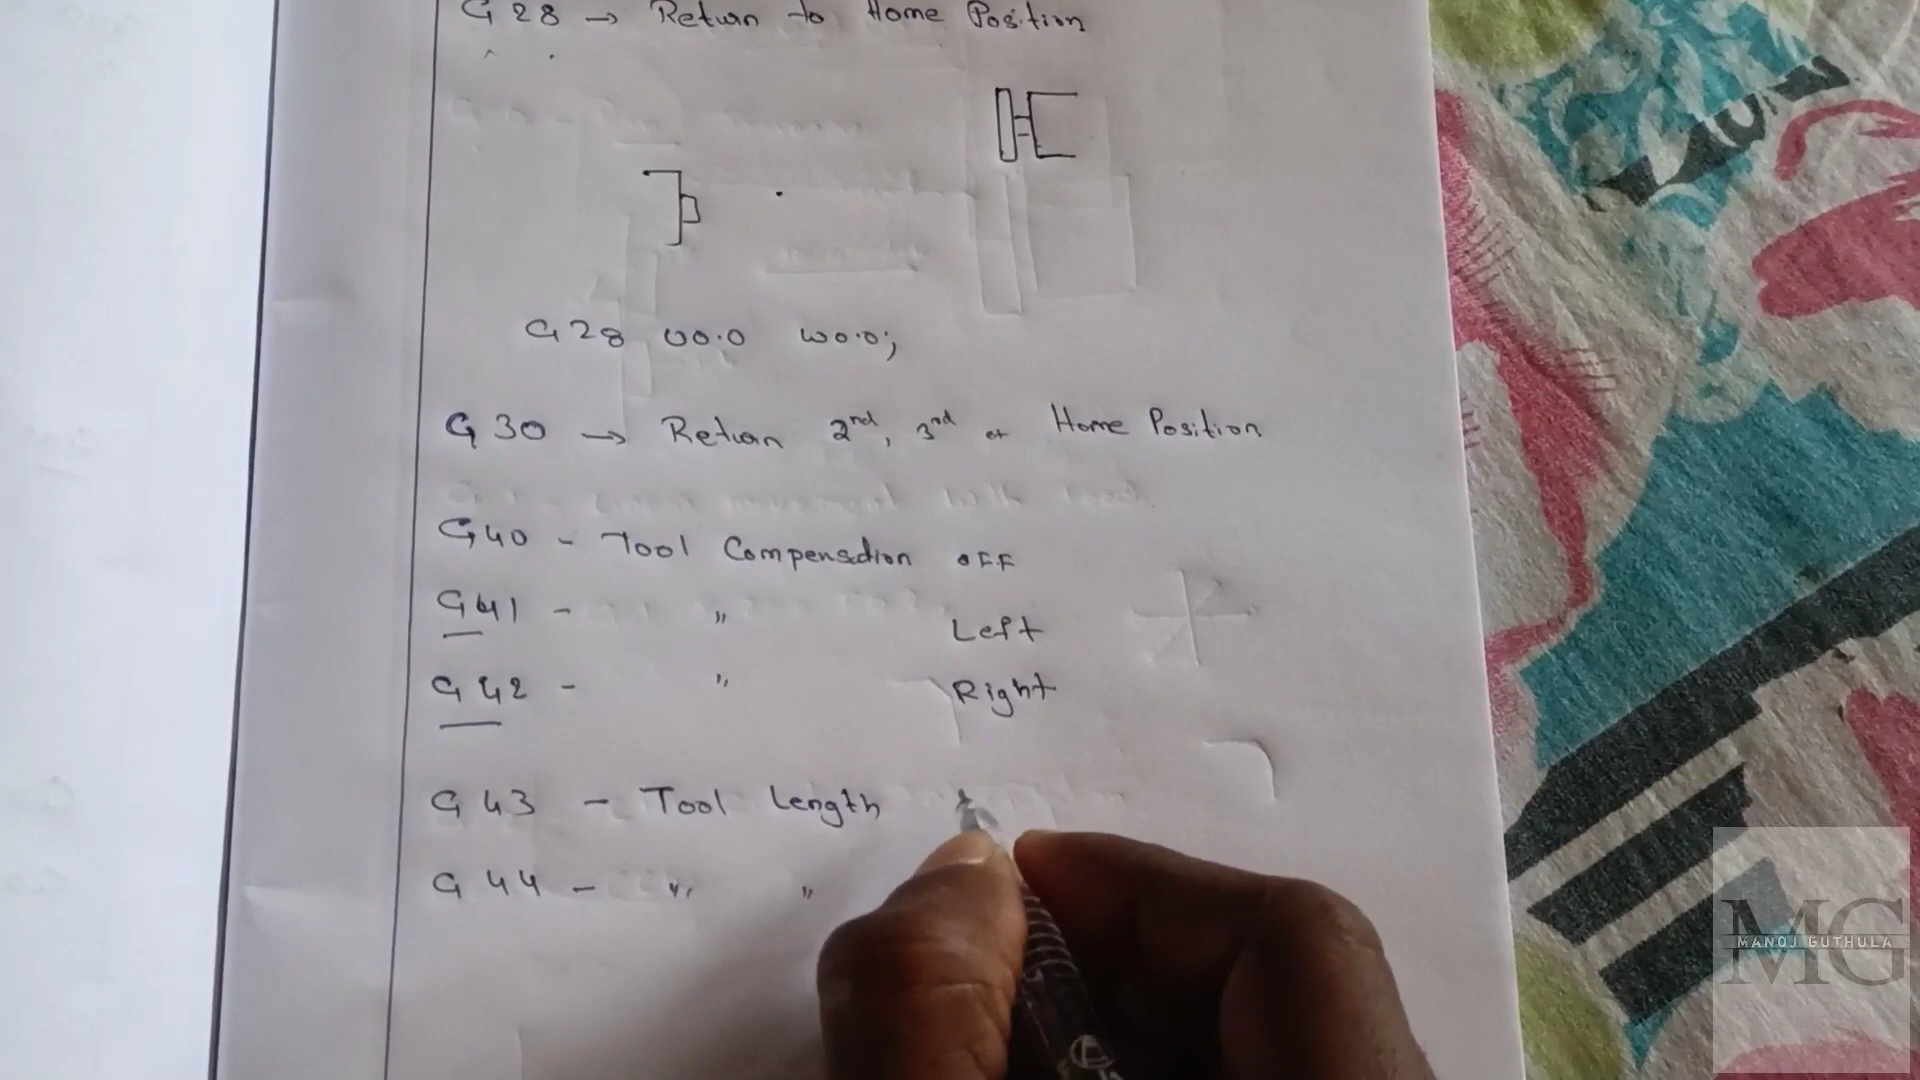 G28 → Return to Home Position
G28 U0.0 W0.0;
G30 → Return 2nd, 3rd et Home Position
G40 - Tool Compensation OFF
G41 - " Left
G42 - " Right
G43 - Tool Length
G44 - " "
MG
MANOJ GUTHULA